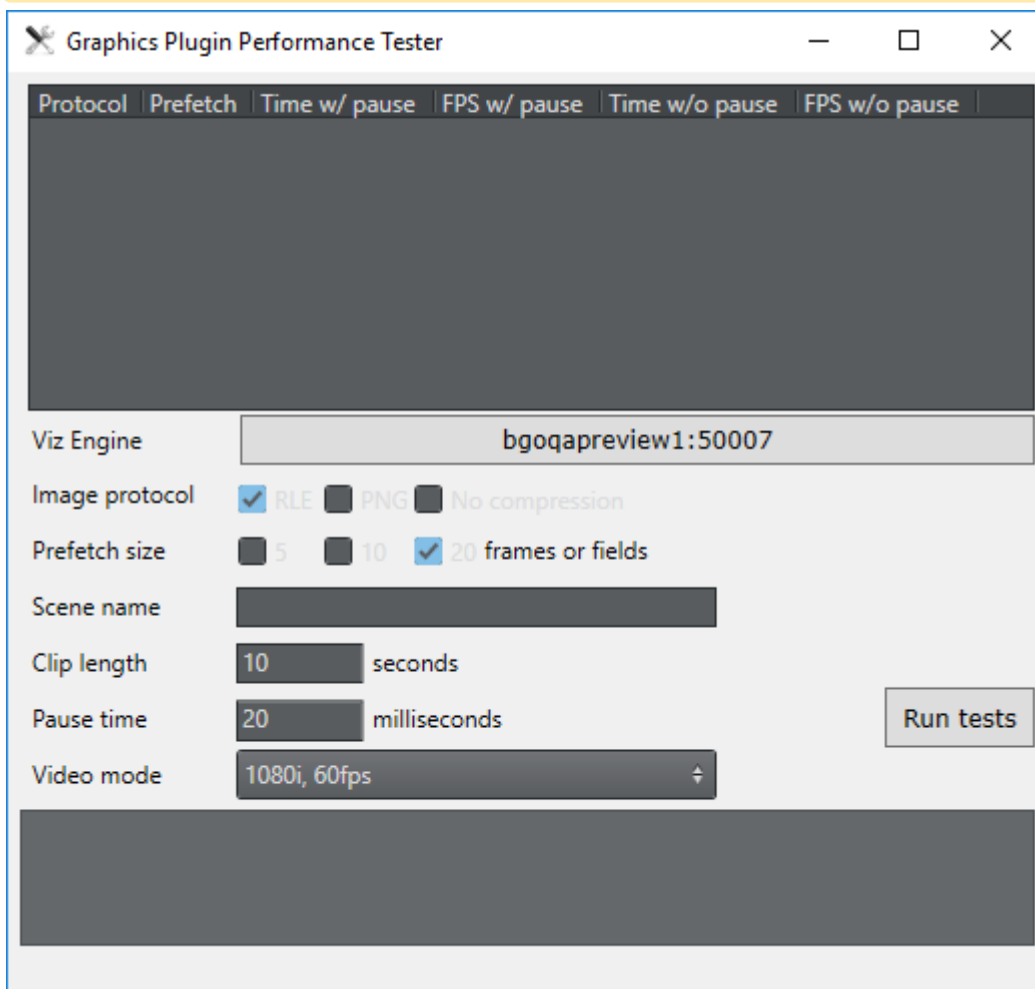 Graphics Plugin Performance Tester
Protocol Prefetch Time w/ pause FPS w/ pause Time w/o pause FPS w/o pause
Viz Engine bgoqapreview1:50007
Image protocol RLE PNG No compression
Prefetch size 5 10 20 frames or fields
Scene name
Clip length 10 seconds
Pause time 20 milliseconds
Run tests
Video mode 1080i, 60fps